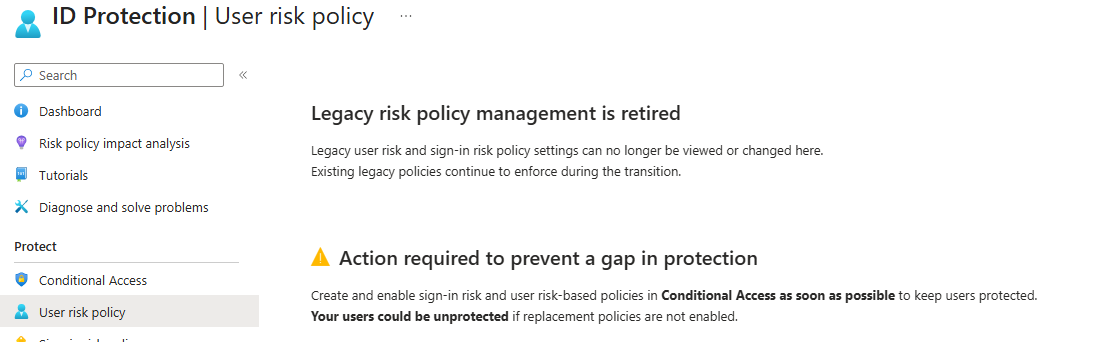 ID Protection | User risk policy ...
Search
«
Dashboard
Risk policy impact analysis
Tutorials
Diagnose and solve problems
Protect
Conditional Access
User risk policy
Legacy risk policy management is retired
Legacy user risk and sign-in risk policy settings can no longer be viewed or changed here.
Existing legacy policies continue to enforce during the transition.
Action required to prevent a gap in protection
Create and enable sign-in risk and user risk-based policies in Conditional Access as soon as possible to keep users protected.
Your users could be unprotected if replacement policies are not enabled.